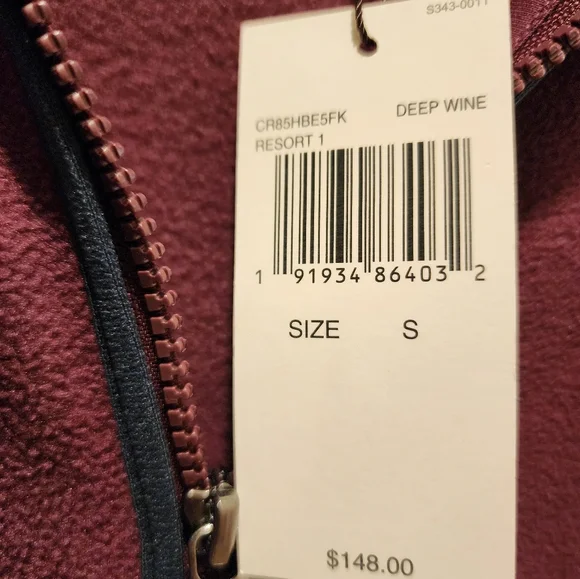 S343-0011
CR85HBE5FK DEEP WINE
RESORT 1
1 91934 86403 2
SIZE S
$148.00